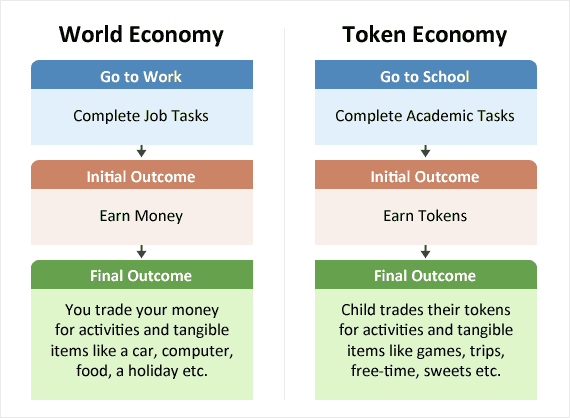 World Economy
Go to Work
Complete Job Tasks
Initial Outcome
Earn Money
Final Outcome
You trade your money
for activities and tangible
items like a car, computer,
food, a holiday etc.
Token Economy
Go to School
Complete Academic Tasks
Initial Outcome
Earn Tokens
Final Outcome
Child trades their tokens
for activities and tangible
items like games, trips,
free-time, sweets etc.